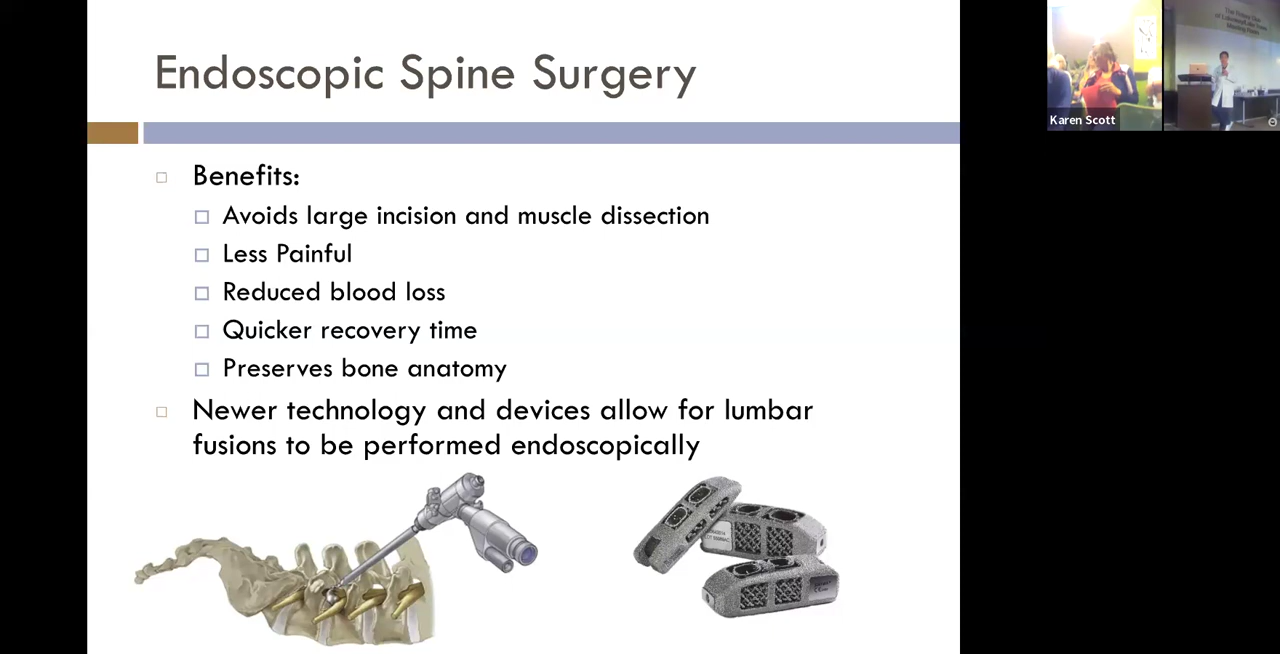 Endoscopic Spine Surgery
Benefits:
Avoids large incision and muscle dissection
Less Painful
Reduced blood loss
Quicker recovery time
Preserves bone anatomy
Newer technology and devices allow for lumbar
fusions to be performed endoscopically
Karen Scott